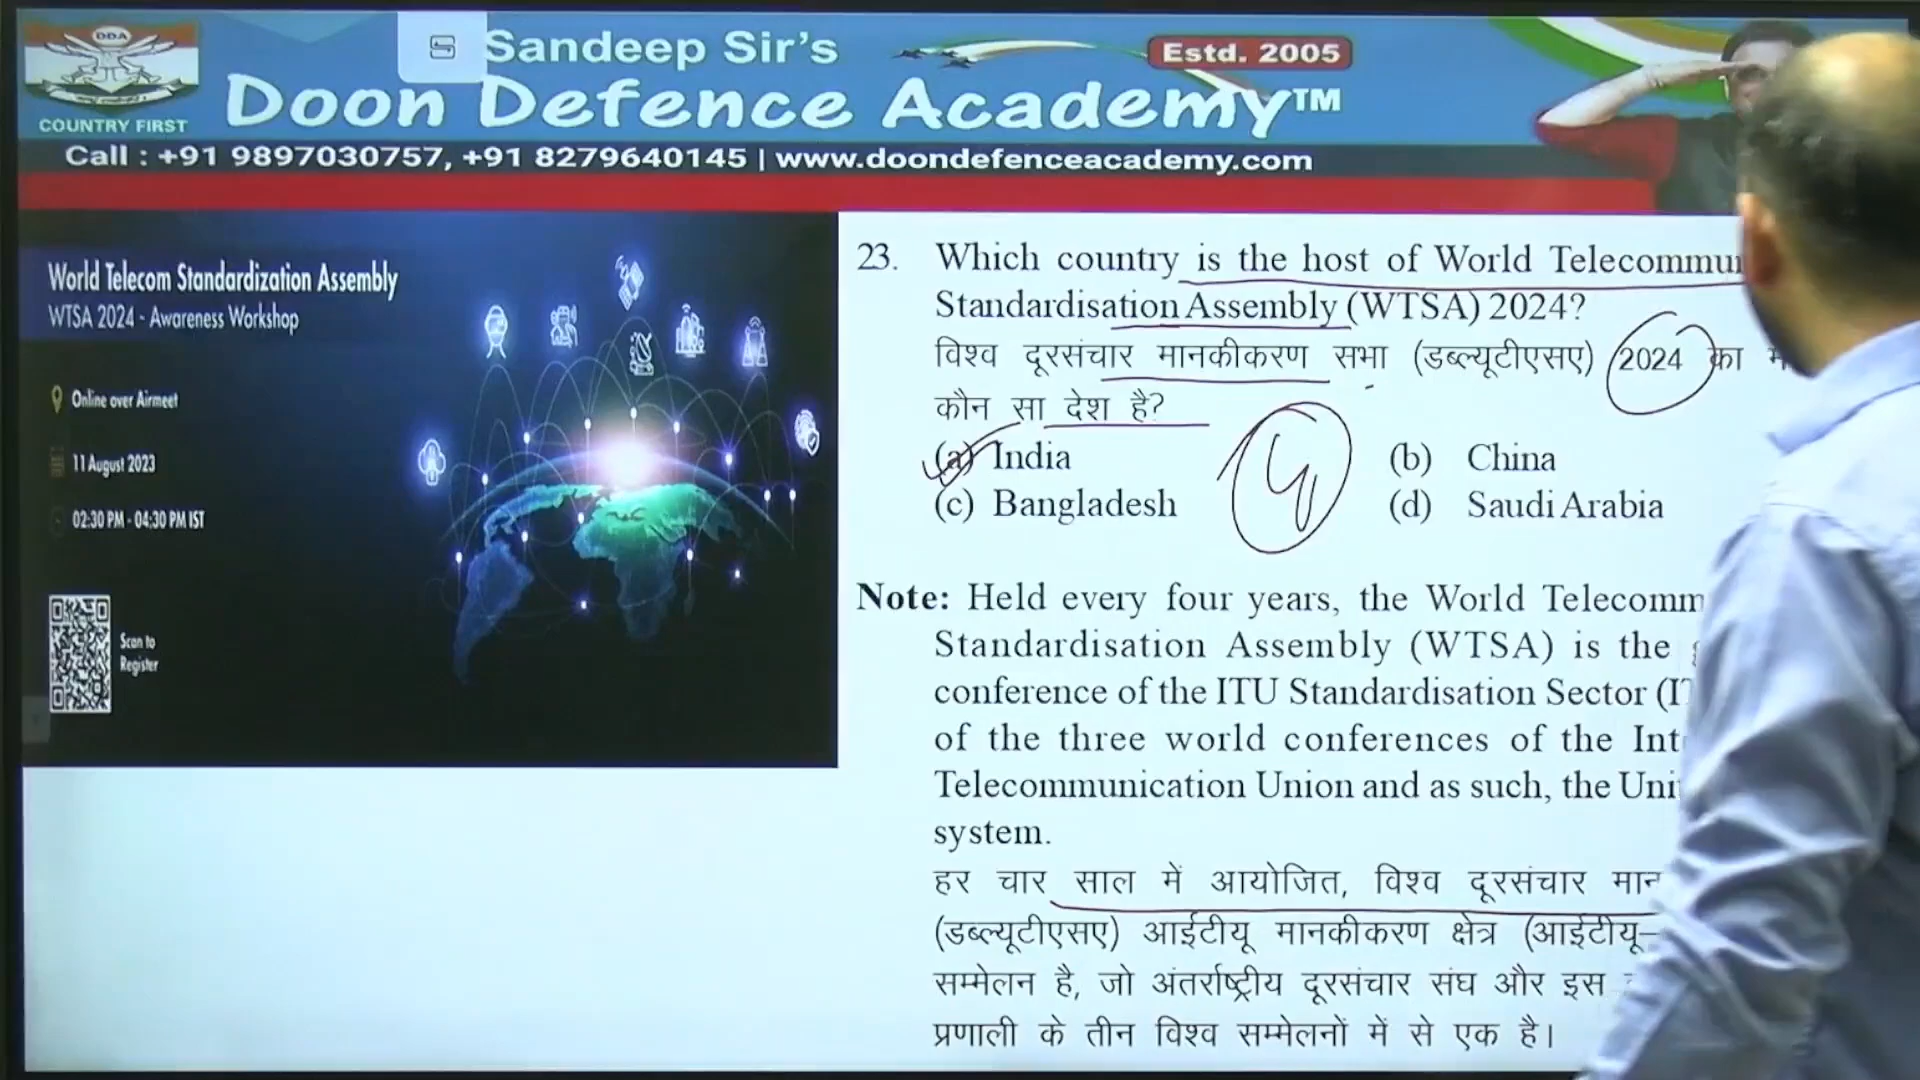 DDA
COUNTRY FIRST
Sandeep Sir's
Estd. 2005
Doon Defence Academy™
Call : +91 9897030757, +91 8279640145 | www.doondefenceacademy.com
World Telecom Standardization Assembly
WTSA 2024 - Awareness Workshop
Online over Airmeet
11 August 2023
02:30 PM - 04:30 PM IST
Scan to
Register
23. Which country is the host of World
Standardisation Assembly (WTSA) 2024?
विश्व दूरसंचार मानकीकरण सभा (डब्ल्यूटीएसए) 2024 का
कौन सा देश है?
(a) India (b) China
(c) Bangladesh (d) Saudi Arabia
4
Note: Held every four years, the World
Standardisation Assembly (WTSA) is the
conference of the ITU Standardisation Sector
of the three world conferences of the
Telecommunication Union and as such, the
system.
हर चार साल में आयोजित, विश्व दूरसंचार
(डब्ल्यूटीएसए) आईटीयू मानकीकरण क्षेत्र (आईटीयू–
सम्मेलन है, जो अंतर्राष्ट्रीय दूरसंचार संघ और इस
प्रणाली के तीन विश्व सम्मेलनों में से एक है।